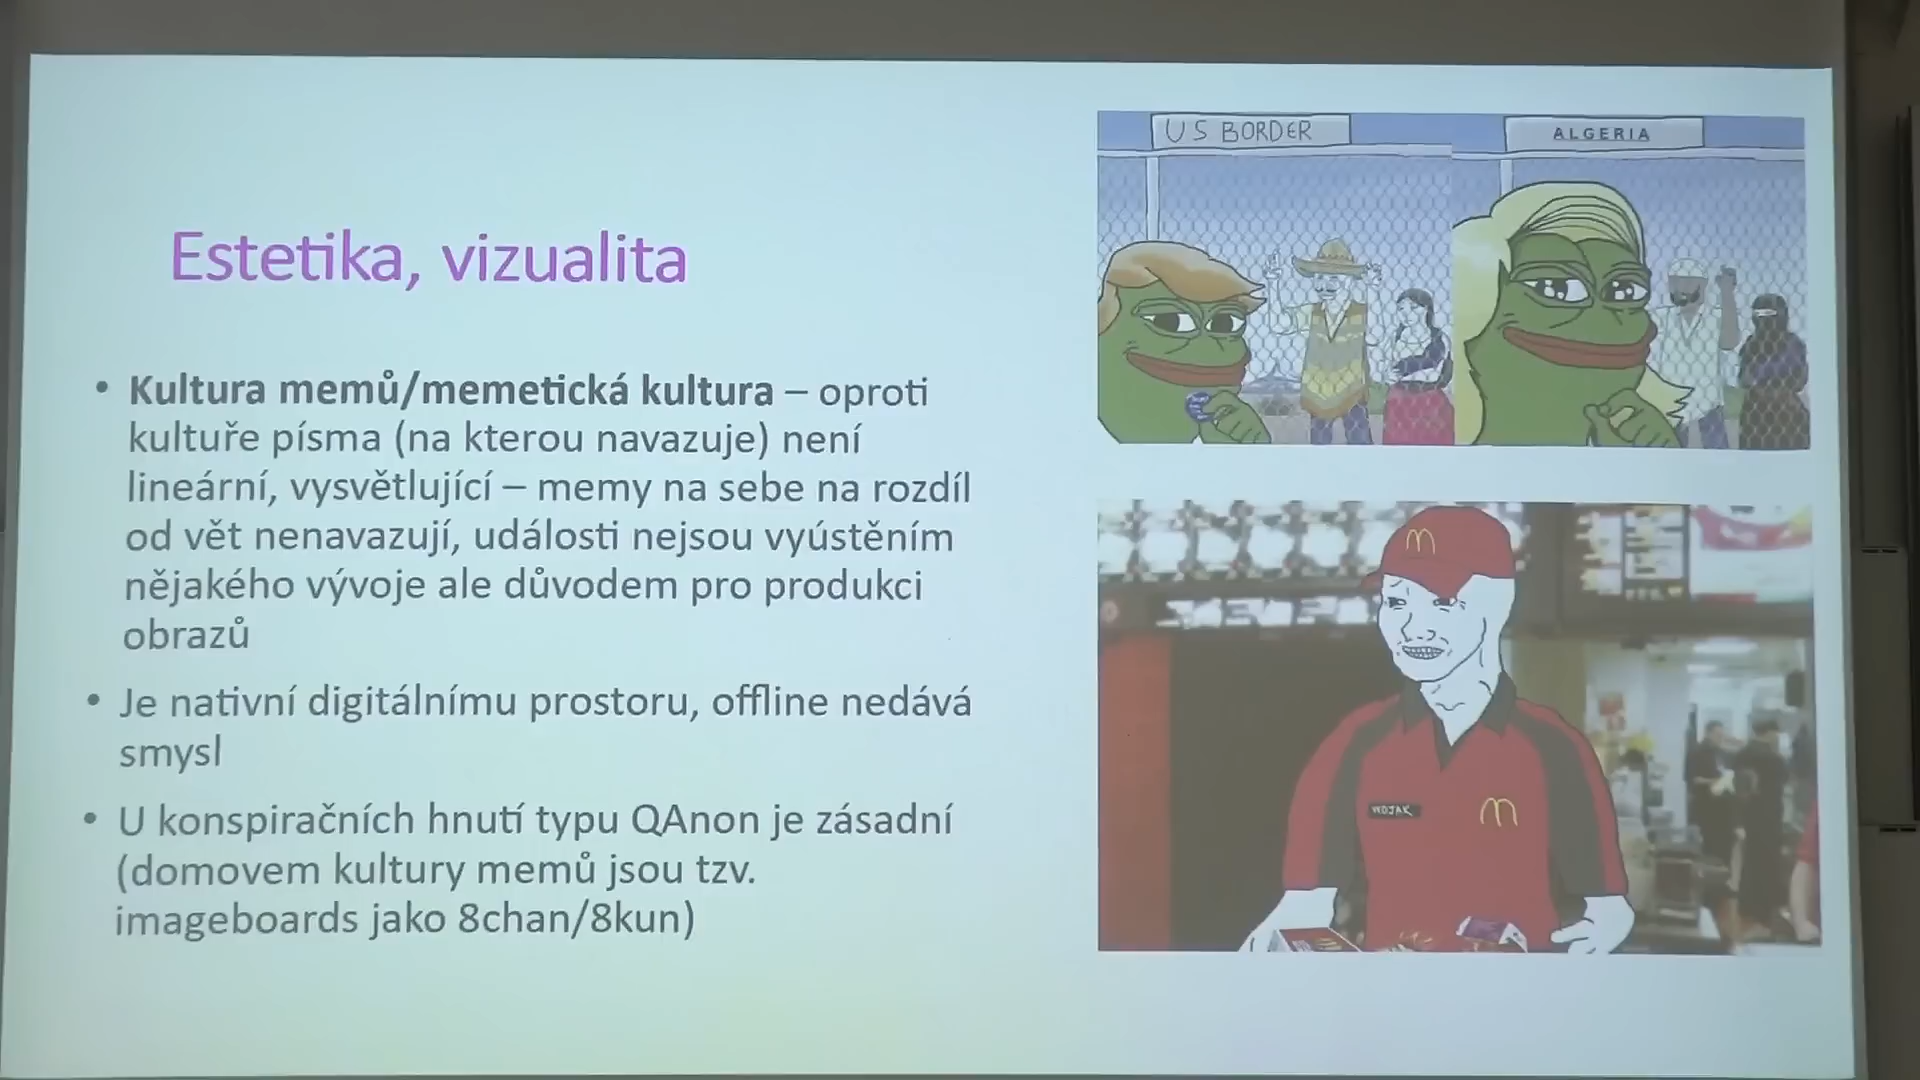 Estetika, vizualita
• Kultura memů/memetická kultura – oproti
kultuře písma (na kterou navazuje) není
lineární, vysvětlující – memy na sebe na rozdíl
od vět nenavazují, události nejsou vyústěním
nějakého vývoje ale důvodem pro produkci
obrazů
• Je nativní digitálnímu prostoru, offline nedává
smysl
• U konspiračních hnutí typu QAnon je zásadní
(domovem kultury memů jsou tzv.
imageboards jako 8chan/8kun)
US BORDER
ALGERIA
WOJAK